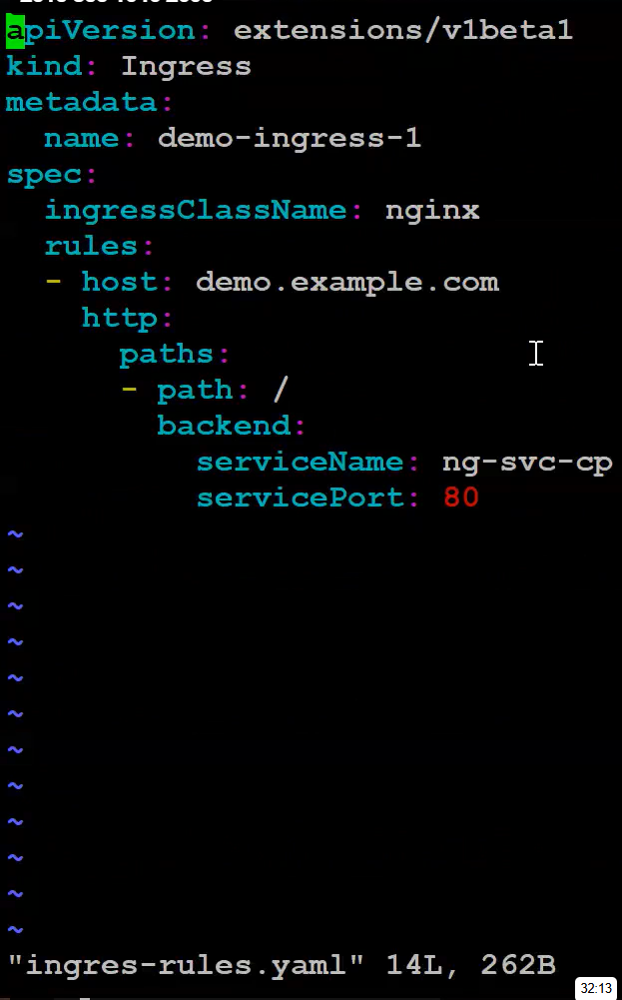 apiVersion: extensions/v1beta1
kind: Ingress
metadata:
  name: demo-ingress-1
spec:
  ingressClassName: nginx
  rules:
  - host: demo.example.com
    http:
      paths:
      - path: /
        backend:
          serviceName: ng-svc-cp
          servicePort: 80
~
~
~
~
~
~
~
~
~
~
~
~
"ingres-rules.yaml" 14L, 262B
32:13